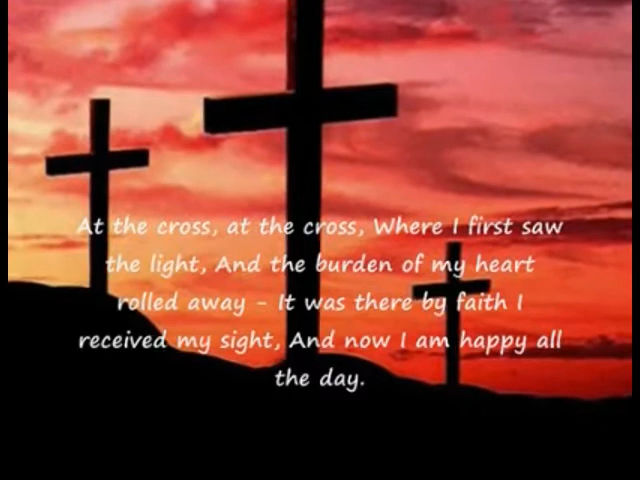 At the cross, at the cross, Where I first saw
the light, And the burden of my heart
rolled away - It was there by faith I
received my sight, And now I am happy all
the day.